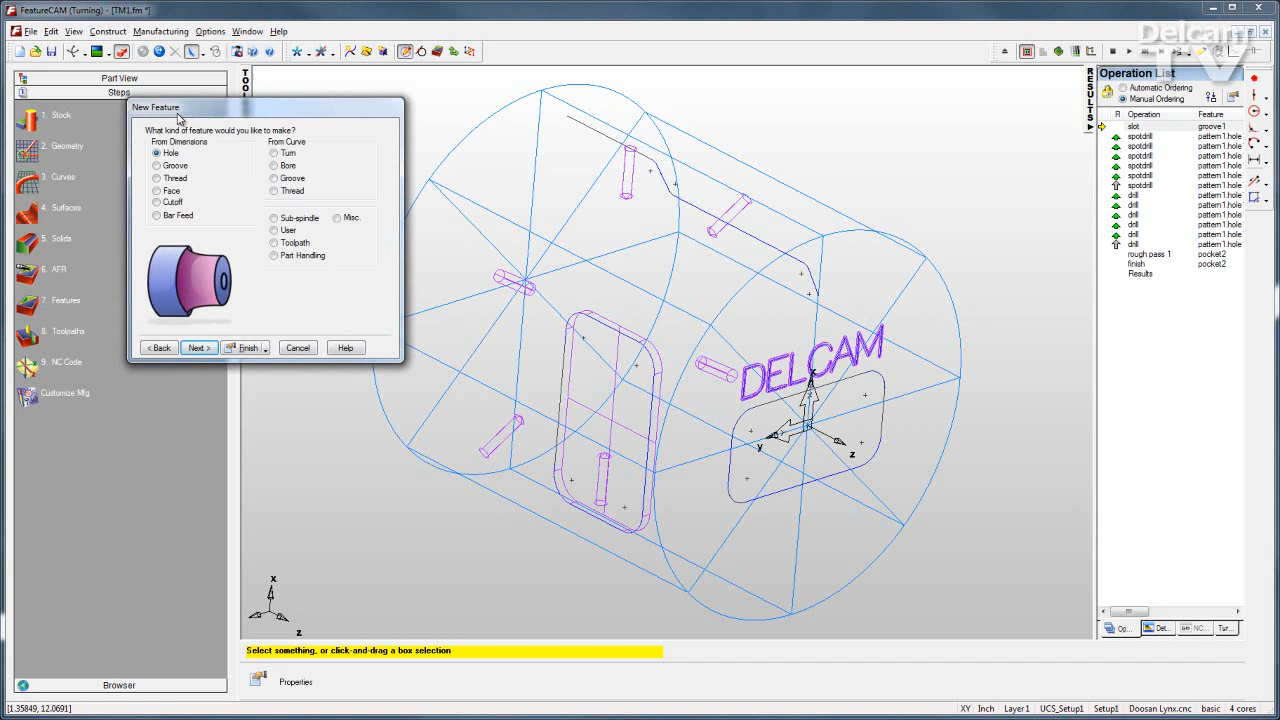 FeatureCAM (Turning) - [TM1.fm *]
File Edit View Construct Manufacturing Options Window Help
Delcam
TV
Part View
Steps
1. Stock
2. Geometry
3. Curves
4. Surfaces
5. Solids
6. AFR
7. Features
8. Toolpaths
9. NC Code
Customize Mfg.
Browser
TOOL
New Feature
What kind of feature would you like to make?
From Dimensions
Hole
Groove
Thread
Face
Cutoff
Bar Feed
From Curve
Turn
Bore
Groove
Thread
Sub-spindle Misc.
User
Toolpath
Part Handling
< Back Next > Finish Cancel Help
DELCAM
x
y
z
x
z
RESULTS
Operation List
Automatic Ordering
Manual Ordering
R Operation Feature
slot groove1
spotdrill pattern1.hole
spotdrill pattern1.hole
spotdrill pattern1.hole
spotdrill pattern1.hole
spotdrill pattern1.hole
spotdrill pattern1.hole
drill pattern1.hole
drill pattern1.hole
drill pattern1.hole
drill pattern1.hole
drill pattern1.hole
drill pattern1.hole
rough pass 1 pocket2
finish pocket2
Results
Op... Det... NC... Tur...
Select something, or click-and-drag a box selection
Properties
[1.35849, 12.0691] XY Inch Layer1 UCS_Setup1 Setup1 Doosan Lynx.cnc basic 4 cores